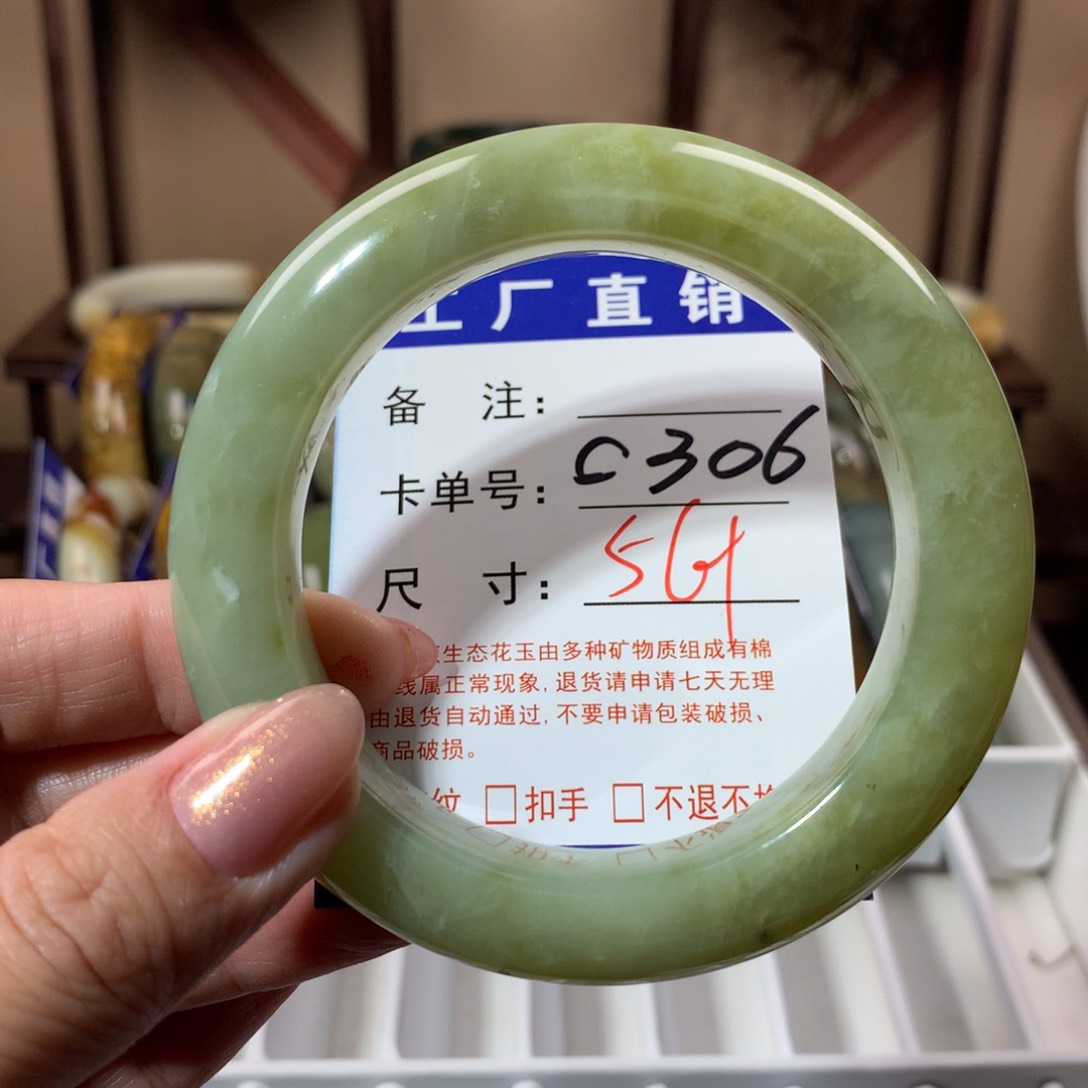 工厂直销
备 注：
卡单号：C306
尺 寸：
生态花玉由多种矿物质组成有棉
线属正常现象，退货请申请七天无理
由退货自动通过，不要申请包装破损、
商品破损。
纹 □扣手 □不退不